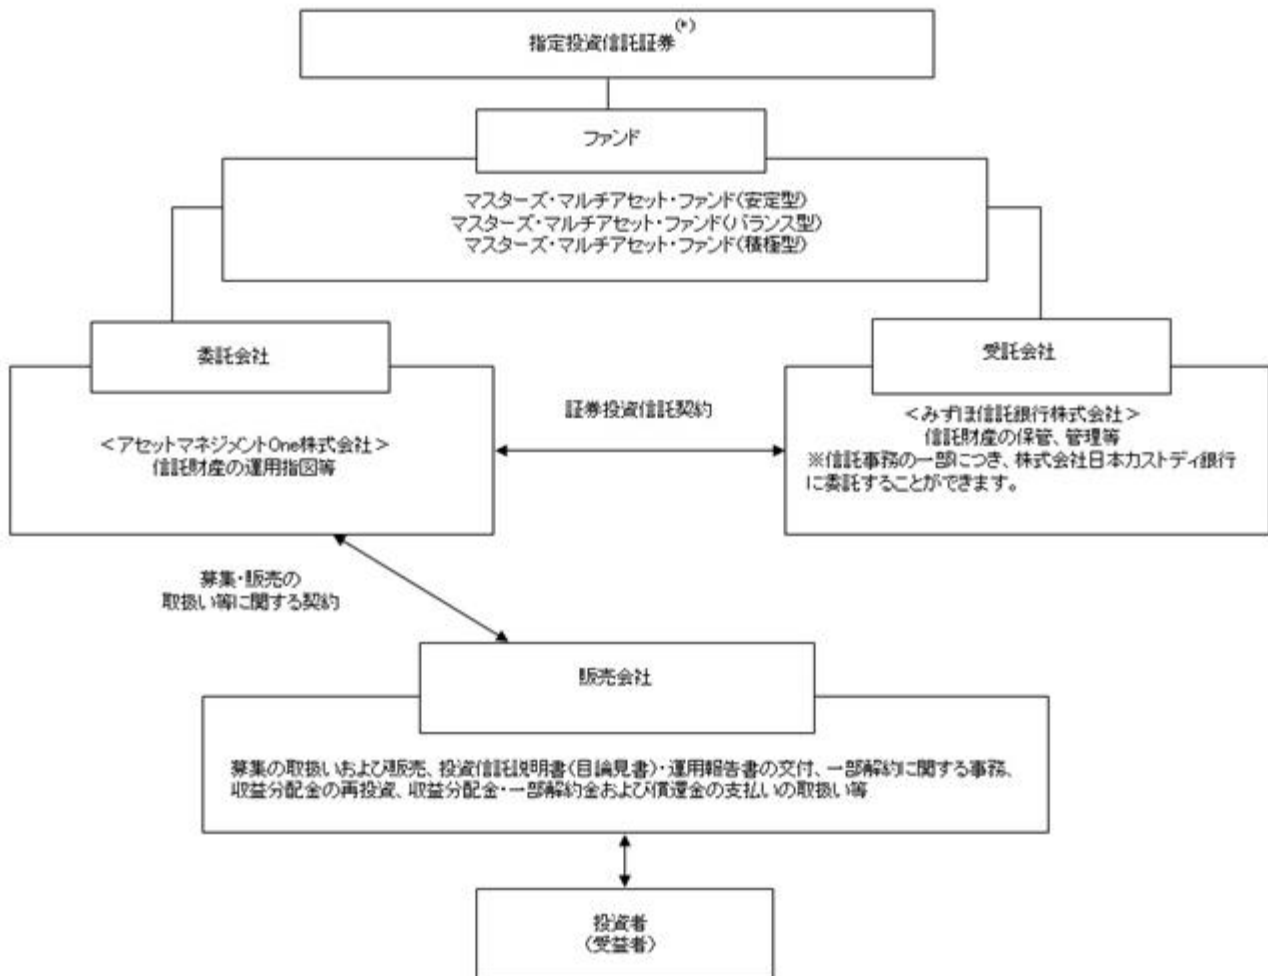 指定投資信託証券(*)
ファンド
マスターズ・マルチアセット・ファンド(安定型)
マスターズ・マルチアセット・ファンド(バランス型)
マスターズ・マルチアセット・ファンド(積極型)
委託会社
<アセットマネジメントOne株式会社>
信託財産の運用指図等
証券投資信託契約
受託会社
<みずほ信託銀行株式会社>
信託財産の保管、管理等
※信託事務の一部につき、株式会社日本カストディ銀行
に委託することができます。
募集・販売の
取扱い等に関する契約
販売会社
募集の取扱いおよび販売、投資信託説明書(目論見書)・運用報告書の交付、一部解約に関する事務、
収益分配金の再投資、収益分配金・一部解約金および償還金の支払いの取扱い等
投資者
(受益者)